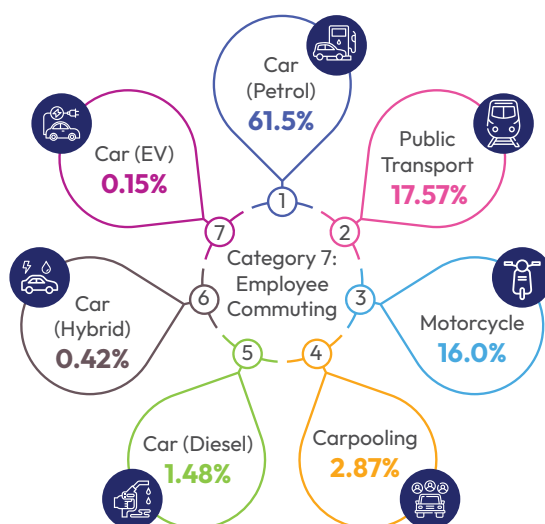 Car
(Petrol)
61.5%
1
Public
Transport
17.57%
2
Motorcycle
16.0%
3
Carpooling
2.87%
4
Car (Diesel)
1.48%
5
Car
(Hybrid)
0.42%
6
Car (EV)
0.15%
7
Category 7:
Employee
Commuting